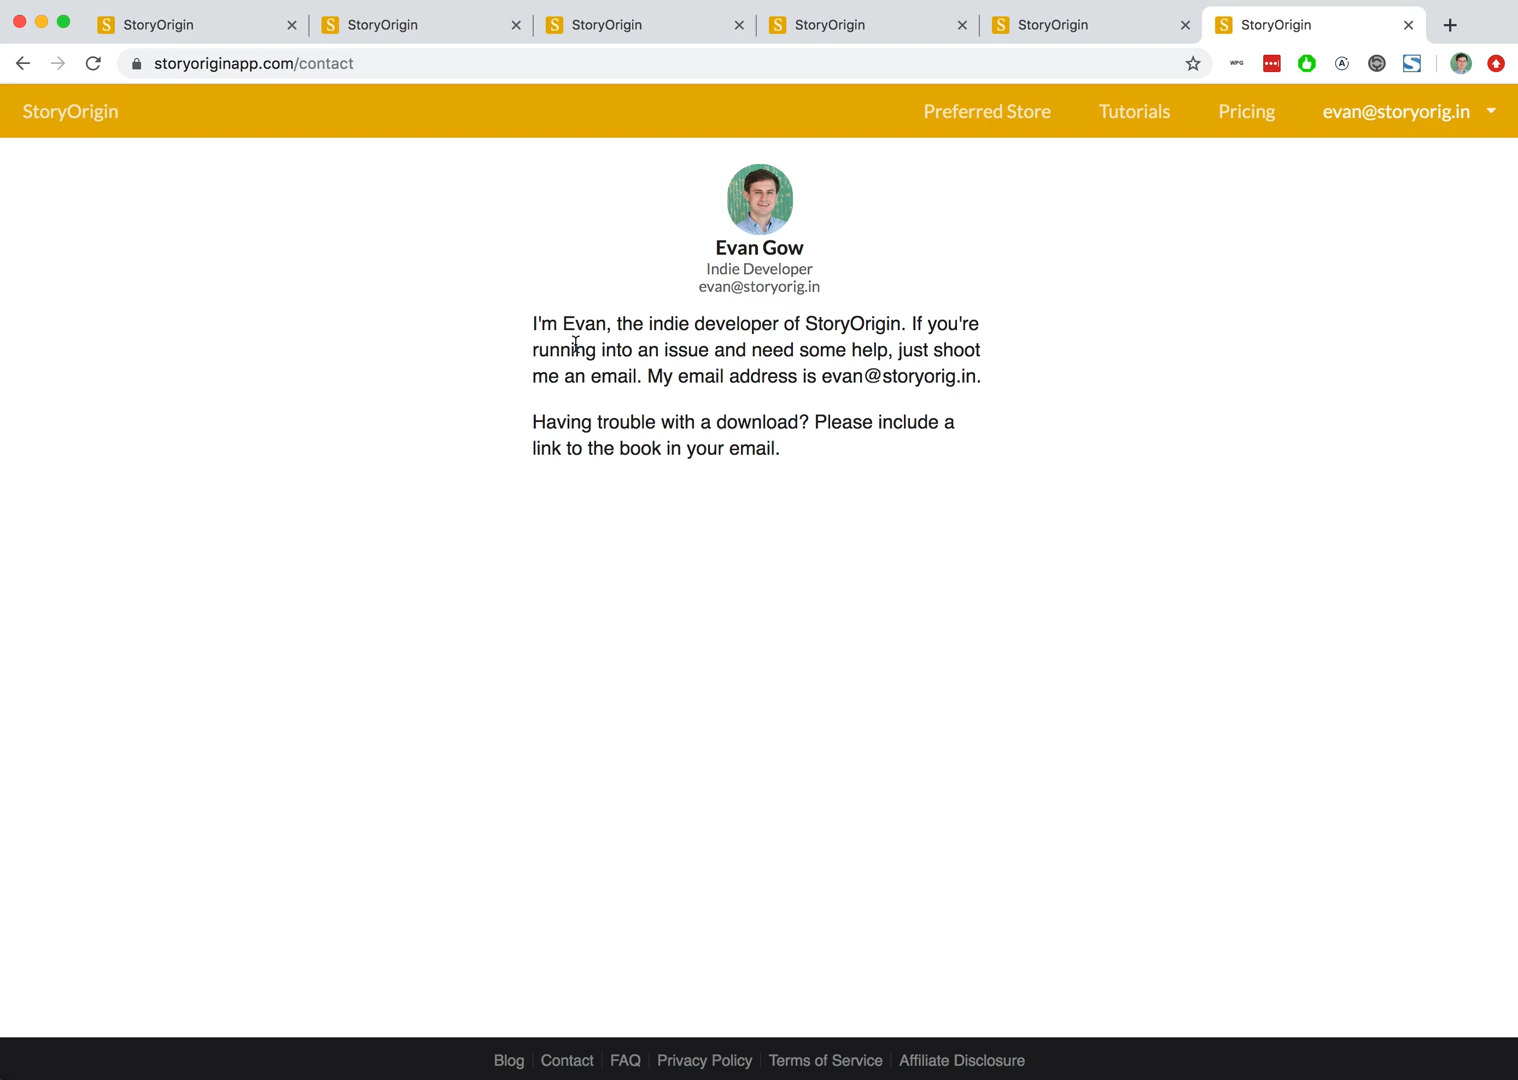 StoryOrigin
StoryOrigin
StoryOrigin
StoryOrigin
StoryOrigin
StoryOrigin
storyoriginapp.com/contact
WPG
StoryOrigin
Preferred Store
Tutorials
Pricing
evan@storyorig.in
Evan Gow
Indie Developer
evan@storyorig.in
I'm Evan, the indie developer of StoryOrigin. If you're
running into an issue and need some help, just shoot
me an email. My email address is evan@storyorig.in.
Having trouble with a download? Please include a
link to the book in your email.
Blog
Contact
FAQ
Privacy Policy
Terms of Service
Affiliate Disclosure